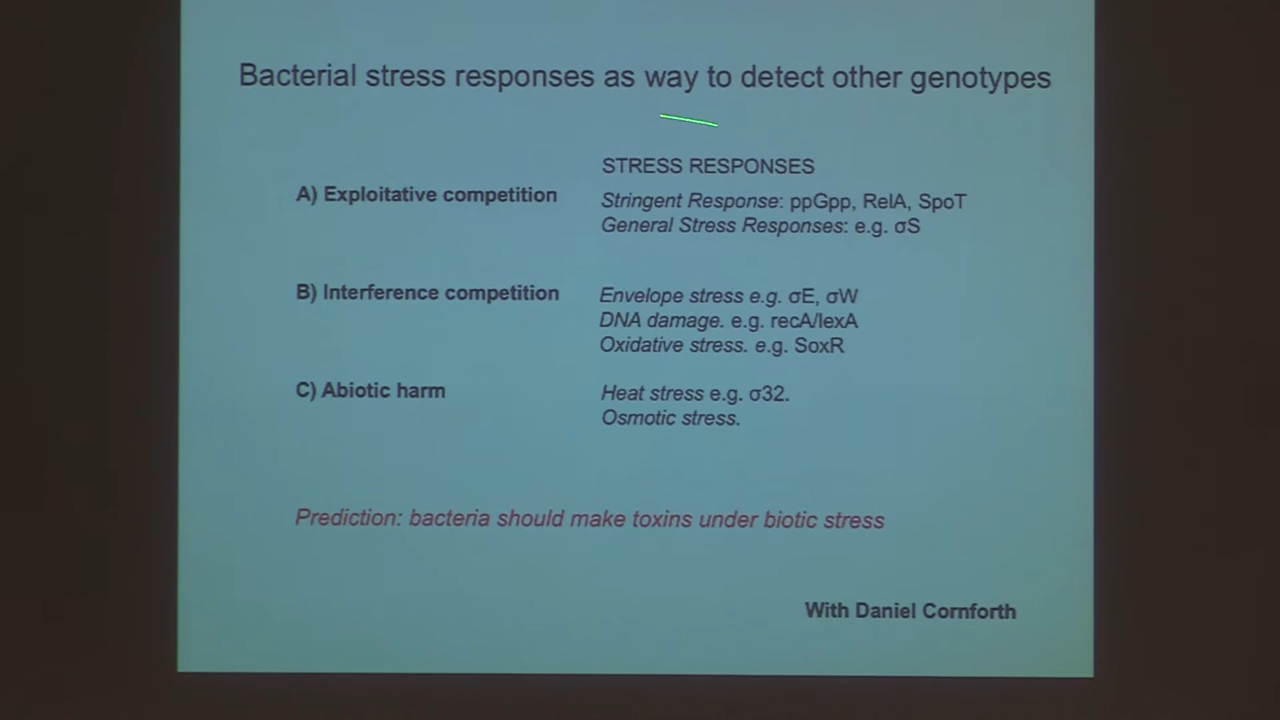 Bacterial stress responses as way to detect other genotypes
STRESS RESPONSES
A) Exploitative competition
Stringent Response: ppGpp, RelA, SpoT
General Stress Responses: e.g. σS
B) Interference competition
Envelope stress e.g. σE, σW
DNA damage. e.g. recA/lexA
Oxidative stress. e.g. SoxR
C) Abiotic harm
Heat stress e.g. σ32.
Osmotic stress.
Prediction: bacteria should make toxins under biotic stress
With Daniel Cornforth